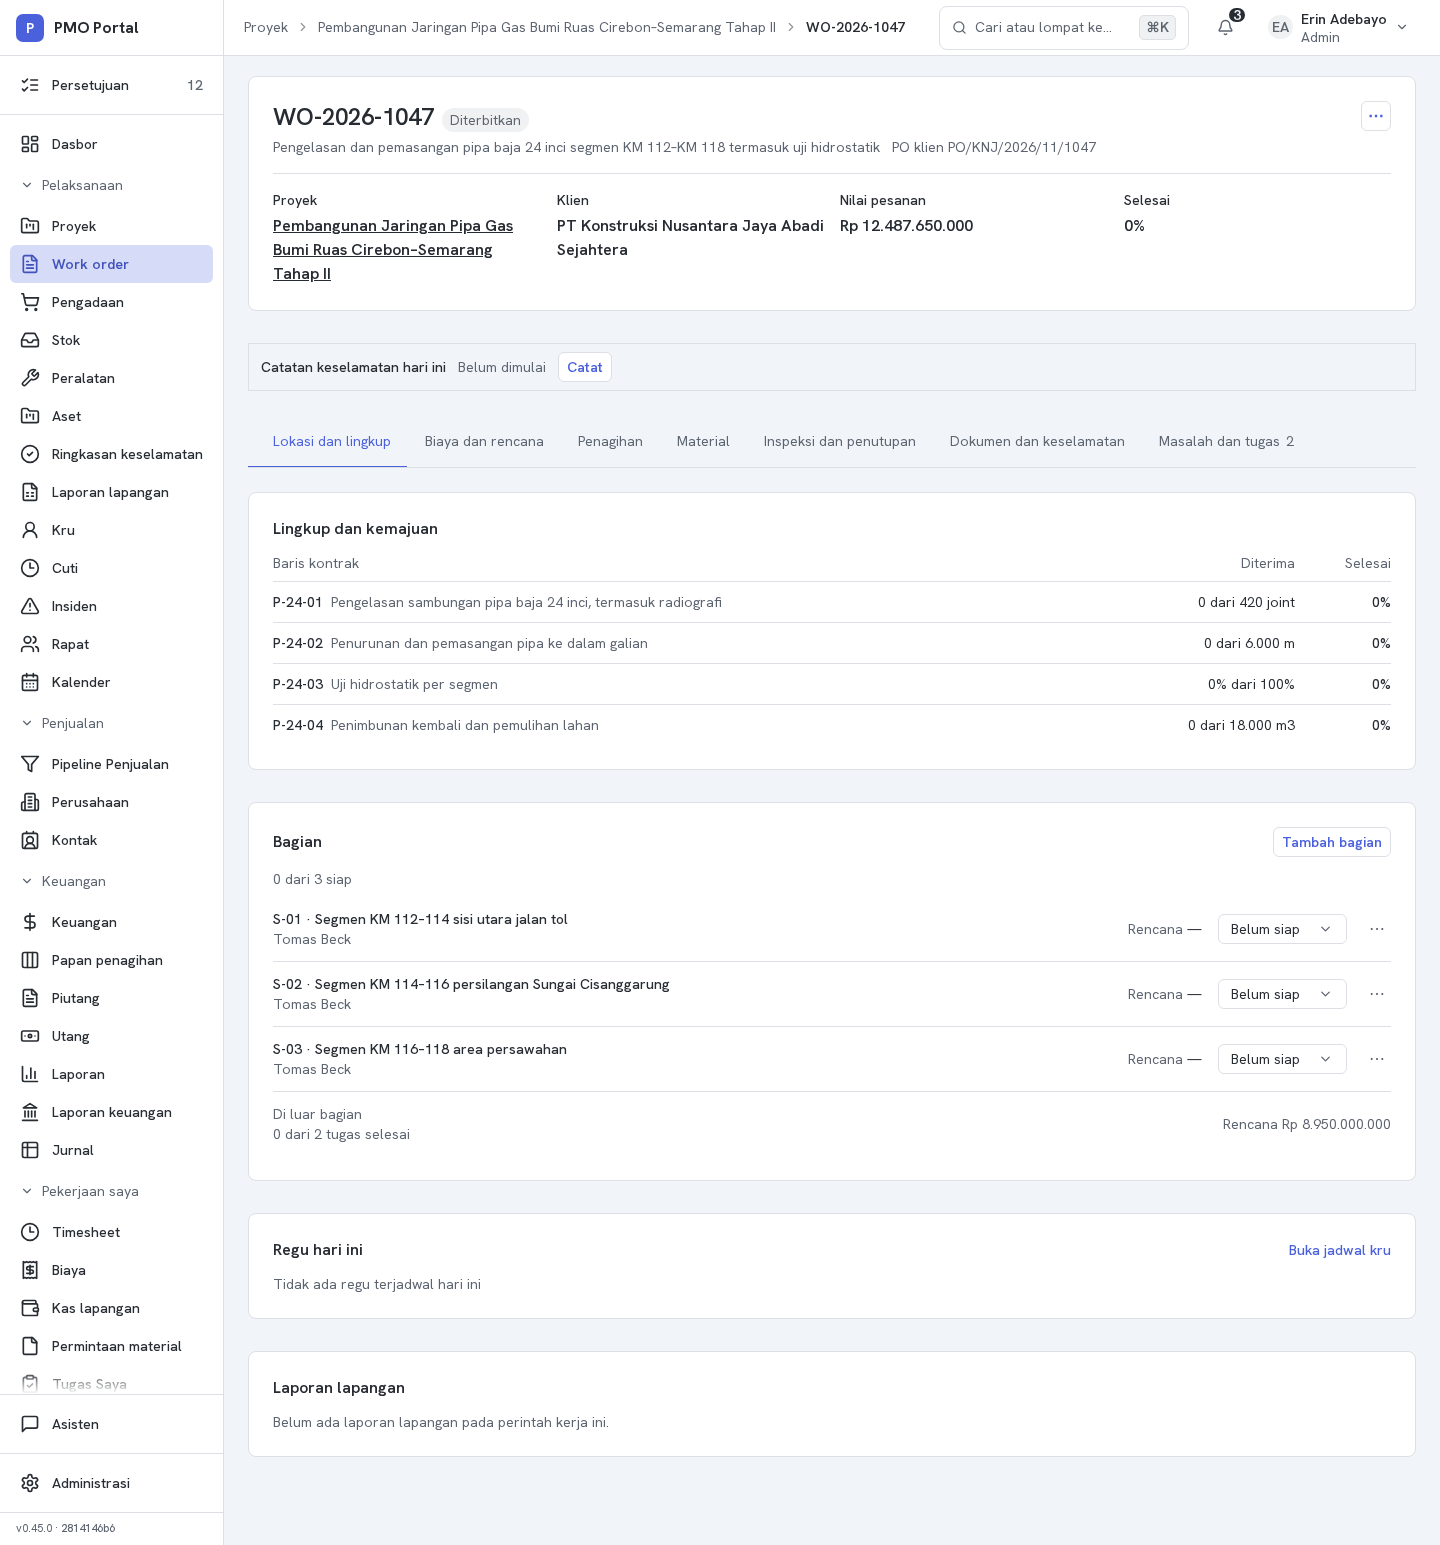 P PMO Portal
Proyek
Pembangunan Jaringan Pipa Gas Bumi Ruas Cirebon–Semarang Tahap II
WO-2026-1047
Cari atau lompat ke...
⌘K
3
EA
Erin Adebayo
Admin
Persetujuan 12
Dasbor
Pelaksanaan
Proyek
Work order
Pengadaan
Stok
Peralatan
Aset
Ringkasan keselamatan
Laporan lapangan
Kru
Cuti
Insiden
Rapat
Kalender
Penjualan
Pipeline Penjualan
Perusahaan
Kontak
Keuangan
Keuangan
Papan penagihan
Piutang
Utang
Laporan
Laporan keuangan
Jurnal
Pekerjaan saya
Timesheet
Biaya
Kas lapangan
Permintaan material
Tugas Saya
Asisten
Administrasi
v0.45.0 · 2814146b6
WO-2026-1047 Diterbitkan
Pengelasan dan pemasangan pipa baja 24 inci segmen KM 112–KM 118 termasuk uji hidrostatik PO klien PO/KNJ/2026/11/1047
Proyek
Pembangunan Jaringan Pipa Gas
Bumi Ruas Cirebon–Semarang
Tahap II
Klien
PT Konstruksi Nusantara Jaya Abadi
Sejahtera
Nilai pesanan
Rp 12.487.650.000
Selesai
0%
Catatan keselamatan hari ini Belum dimulai Catat
Lokasi dan lingkup Biaya dan rencana Penagihan Material Inspeksi dan penutupan Dokumen dan keselamatan Masalah dan tugas 2
Lingkup dan kemajuan
Baris kontrak Diterima Selesai
P-24-01 Pengelasan sambungan pipa baja 24 inci, termasuk radiografi 0 dari 420 joint 0%
P-24-02 Penurunan dan pemasangan pipa ke dalam galian 0 dari 6.000 m 0%
P-24-03 Uji hidrostatik per segmen 0% dari 100% 0%
P-24-04 Penimbunan kembali dan pemulihan lahan 0 dari 18.000 m3 0%
Bagian Tambah bagian
0 dari 3 siap
S-01 · Segmen KM 112–114 sisi utara jalan tol
Tomas Beck
Rencana — Belum siap
S-02 · Segmen KM 114–116 persilangan Sungai Cisanggarung
Tomas Beck
Rencana — Belum siap
S-03 · Segmen KM 116–118 area persawahan
Tomas Beck
Rencana — Belum siap
Di luar bagian
0 dari 2 tugas selesai
Rencana Rp 8.950.000.000
Regu hari ini Buka jadwal kru
Tidak ada regu terjadwal hari ini
Laporan lapangan
Belum ada laporan lapangan pada perintah kerja ini.